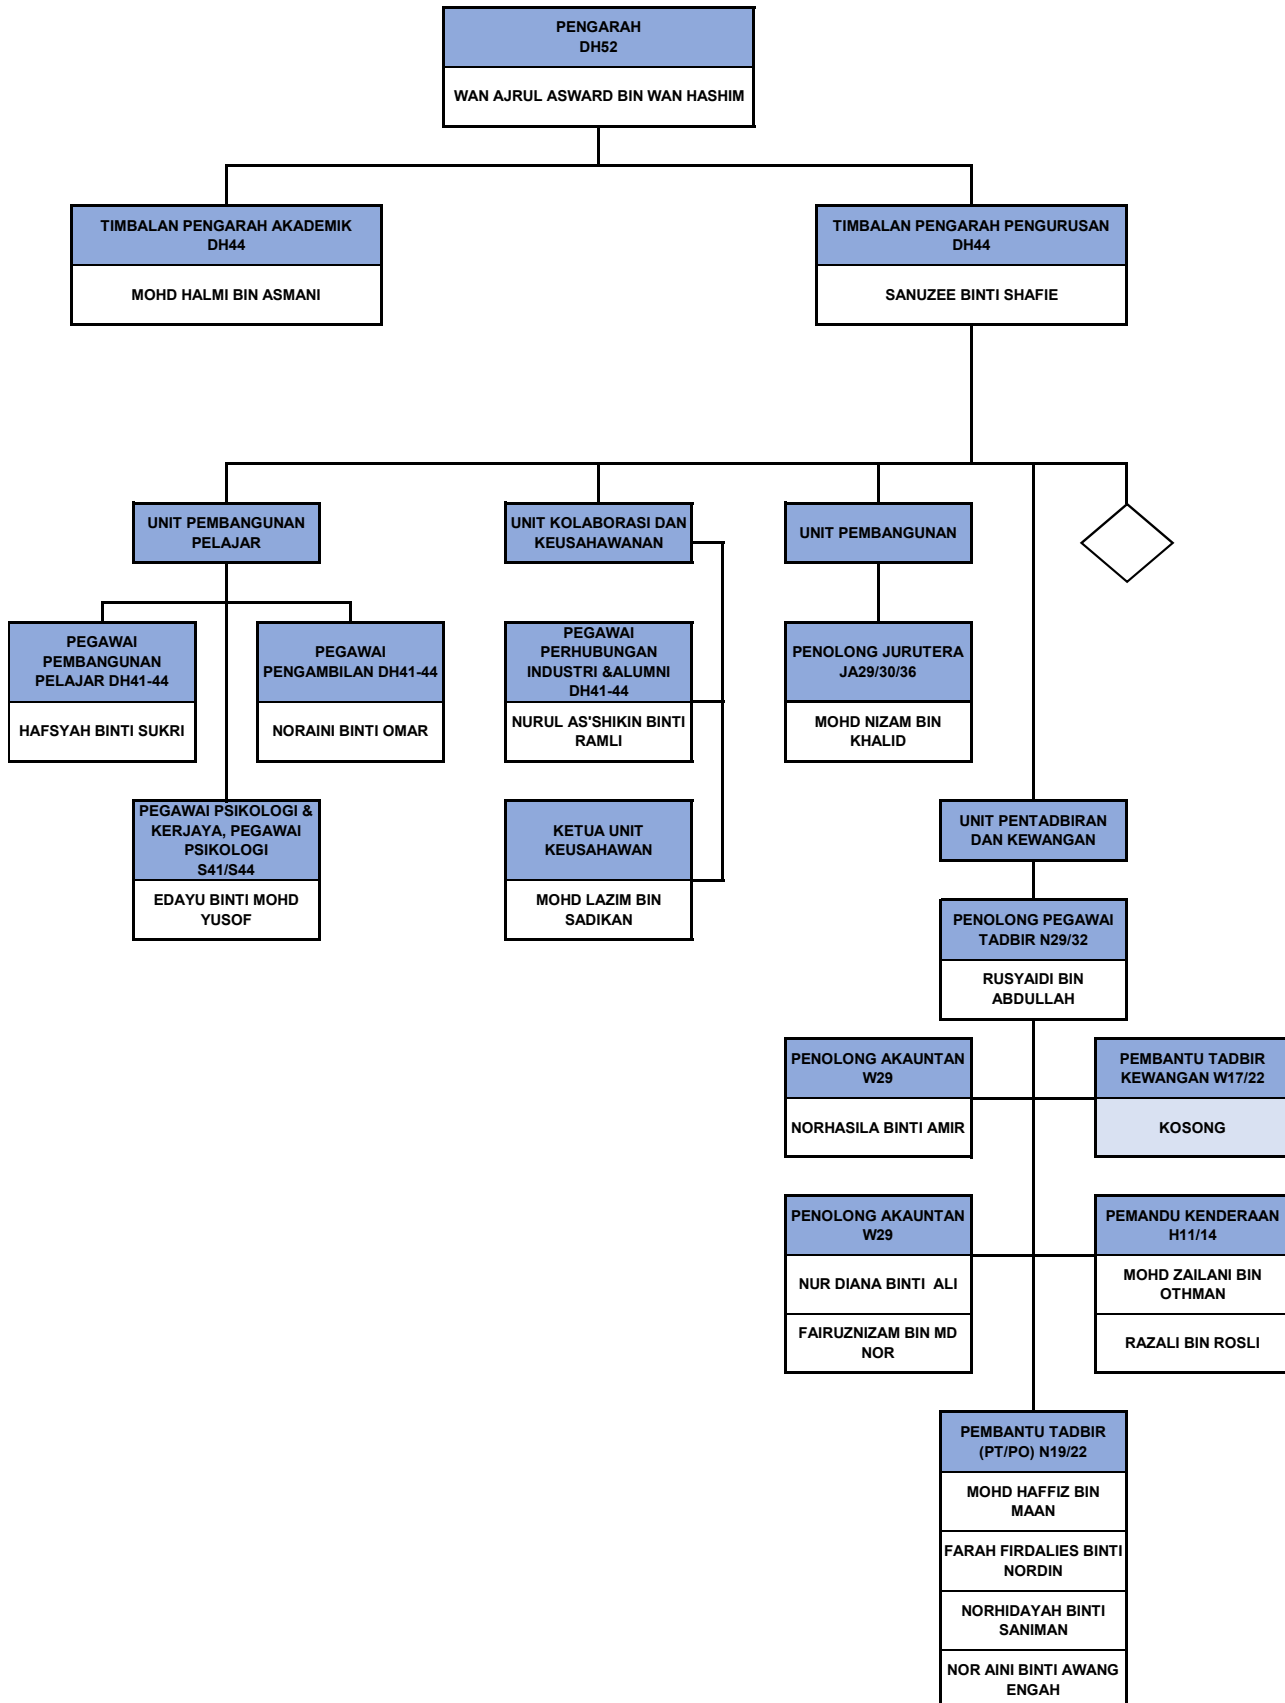 PENGARAH
DH52
WAN AJRUL ASWARD BIN WAN HASHIM
TIMBALAN PENGARAH AKADEMIK
DH44
MOHD HALMI BIN ASMANI
TIMBALAN PENGARAH PENGURUSAN
DH44
SANUZEE BINTI SHAFIE
UNIT PEMBANGUNAN
PELAJAR
UNIT KOLABORASI DAN
KEUSAHAWANAN
UNIT PEMBANGUNAN
PEGAWAI
PEMBANGUNAN
PELAJAR DH41-44
HAFSYAH BINTI SUKRI
PEGAWAI
PENGAMBILAN DH41-44
NORAINI BINTI OMAR
PEGAWAI
PERHUBUNGAN
INDUSTRI &ALUMNI
DH41-44
NURUL AS'SHIKIN BINTI
RAMLI
PENOLONG JURUTERA
JA29/30/36
MOHD NIZAM BIN
KHALID
PEGAWAI PSIKOLOGI &
KERJAYA, PEGAWAI
PSIKOLOGI
S41/S44
EDAYU BINTI MOHD
YUSOF
KETUA UNIT
KEUSAHAWAN
MOHD LAZIM BIN
SADIKAN
UNIT PENTADBIRAN
DAN KEWANGAN
PENOLONG PEGAWAI
TADBIR N29/32
RUSYAIDI BIN
ABDULLAH
PENOLONG AKAUNTAN
W29
NORHASILA BINTI AMIR
PEMBANTU TADBIR
KEWANGAN W17/22
KOSONG
PENOLONG AKAUNTAN
W29
NUR DIANA BINTI  ALI
FAIRUZNIZAM BIN MD
NOR
PEMANDU KENDERAAN
H11/14
MOHD ZAILANI BIN
OTHMAN
RAZALI BIN ROSLI
PEMBANTU TADBIR
(PT/PO) N19/22
MOHD HAFFIZ BIN
MAAN
FARAH FIRDALIES BINTI
NORDIN
NORHIDAYAH BINTI
SANIMAN
NOR AINI BINTI AWANG
ENGAH